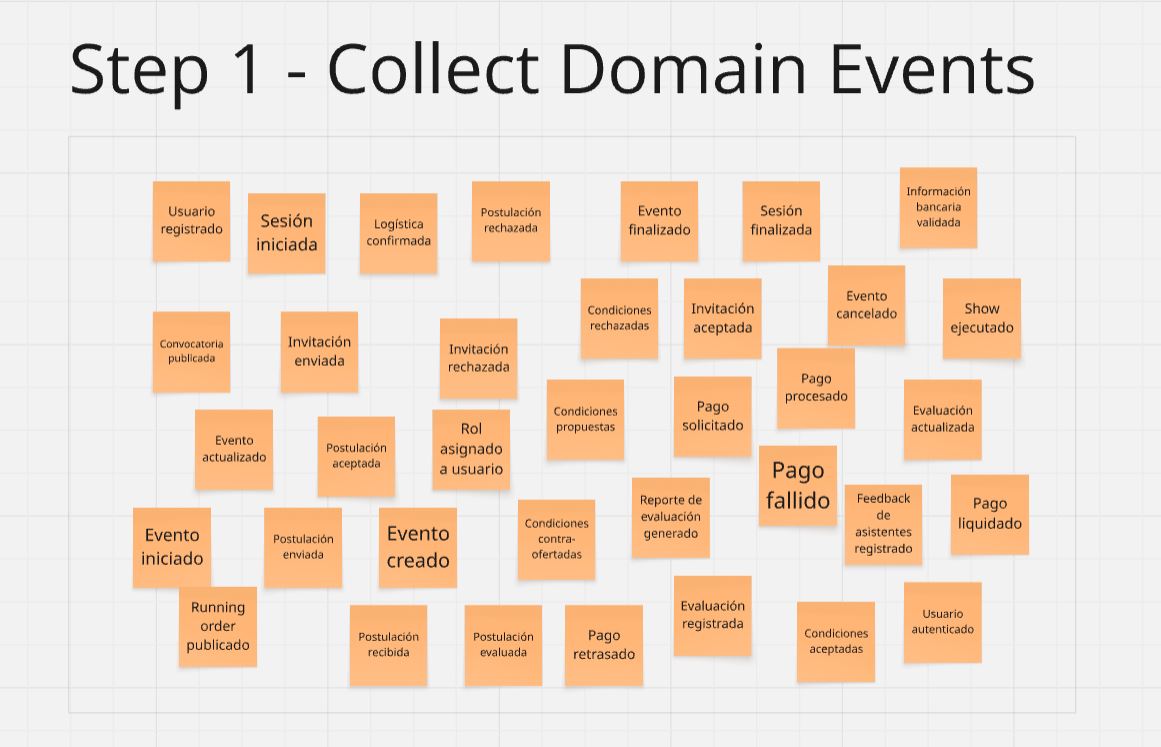 Step 1 - Collect Domain Events
Usuario
registrado
Sesión
iniciada
Logística
confirmada
Postulación
rechazada
Evento
finalizado
Sesión
finalizada
Información
bancaria
validada
Convocatoria
publicada
Invitación
enviada
Invitación
rechazada
Condiciones
rechazadas
Invitación
aceptada
Evento
cancelado
Show
ejecutado
Evento
actualizado
Postulación
aceptada
Rol
asignado
a usuario
Condiciones
propuestas
Pago
solicitado
Pago
procesado
Evaluación
actualizada
Evento
iniciado
Postulación
enviada
Evento
creado
Condiciones
contra-
ofertadas
Reporte de
evaluación
generado
Pago
fallido
Feedback
de
asistentes
registrado
Pago
liquidado
Running
order
publicado
Postulación
recibida
Postulación
evaluada
Pago
retrasado
Evaluación
registrada
Condiciones
aceptadas
Usuario
autenticado